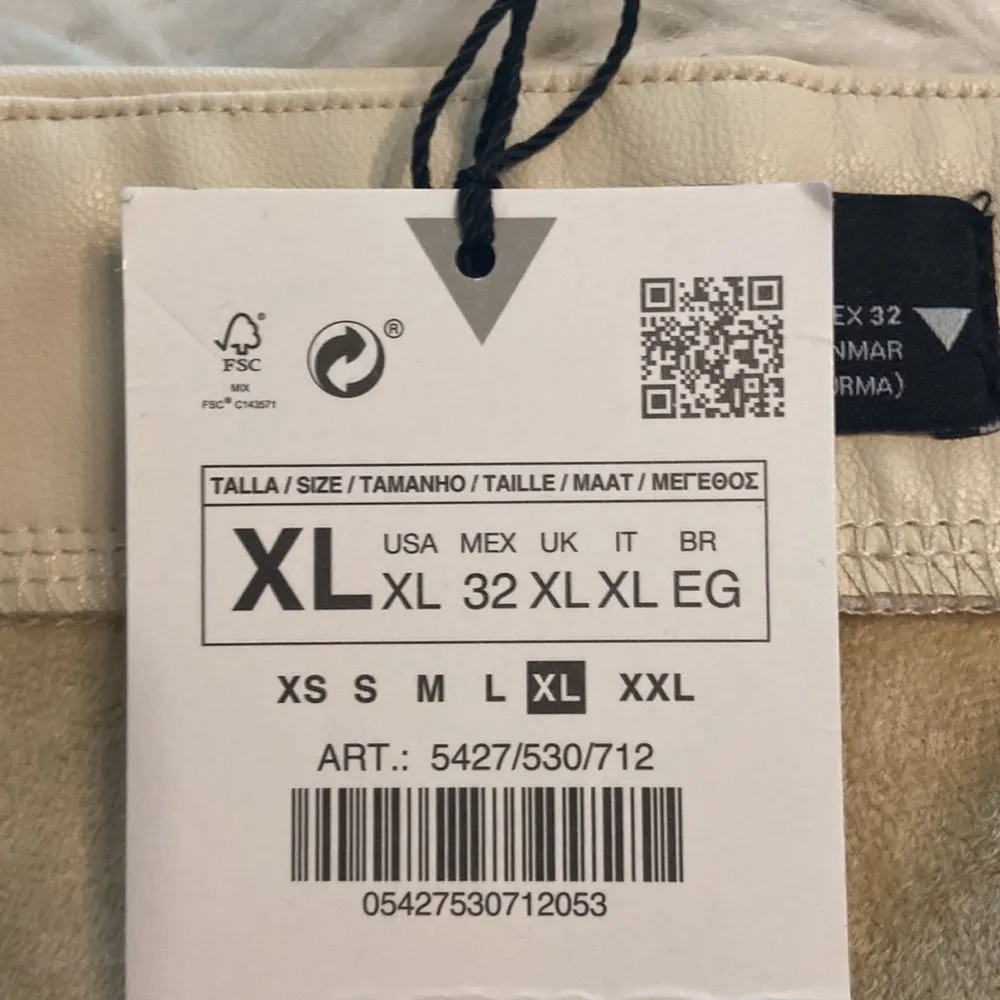 EX 32
NMAR
ORMA)
®
FSC
MIX
FSC® C143571
®
TALLA / SIZE / TAMANHO / TAILLE / MAAT / ΜΕΓΕΘΟΣ
XL
USA MEX UK IT BR
XL 32 XL XL EG
XS S M L XL XXL
ART.: 5427/530/712
05427530712053